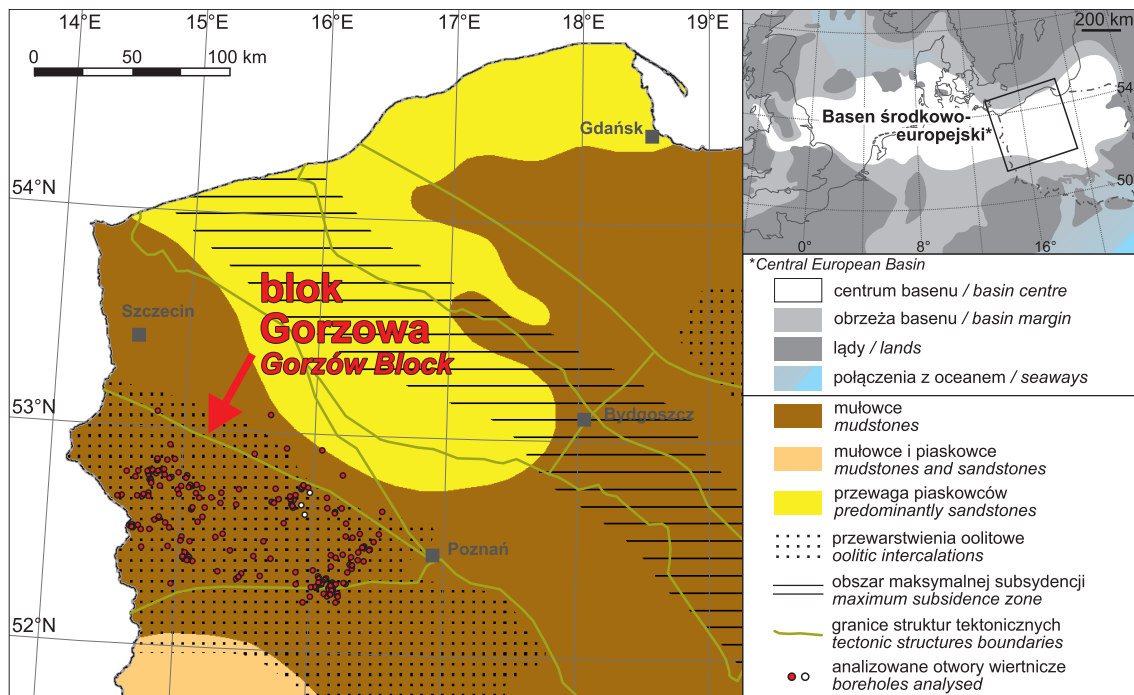 14°E
15°E
16°E
17°E
18°E
19°E
0
50
100 km
Gdańsk
54°N
Szczecin
blok
Gorzowa
Gorzów Block
53°N
Bydgoszcz
Poznań
52°N
200 km
54
Basen środkowo-
europejski*
50
0°
8°
16°
*Central European Basin
centrum basenu / basin centre
obrzeża basenu / basin margin
lądy / lands
połączenia z oceanem / seaways
mułowce
mudstones
mułowce i piaskowce
mudstones and sandstones
przewaga piaskowców
predominantly sandstones
przewarstwienia oolitowe
oolitic intercalations
obszar maksymalnej subsydencji
maximum subsidence zone
granice struktur tektonicznych
tectonic structures boundaries
analizowane otwory wiertnicze
boreholes analysed